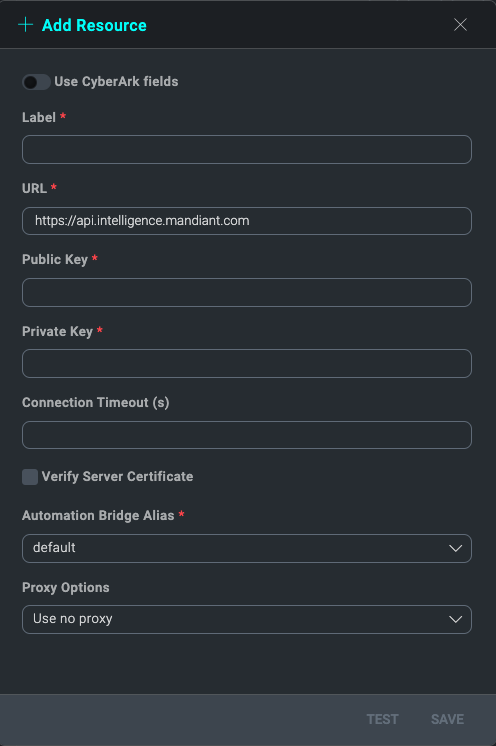 + Add Resource
Use CyberArk fields
Label *
URL *
https://api.intelligence.mandiant.com
Public Key *
Private Key *
Connection Timeout (s)
Verify Server Certificate
Automation Bridge Alias *
default
Proxy Options
Use no proxy
TEST SAVE